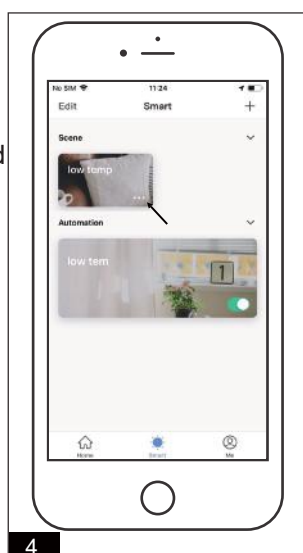 No SIM 11:24
Edit Smart +
Scene
low temp
Automation
low tem
1
Home Smart Me
d
4